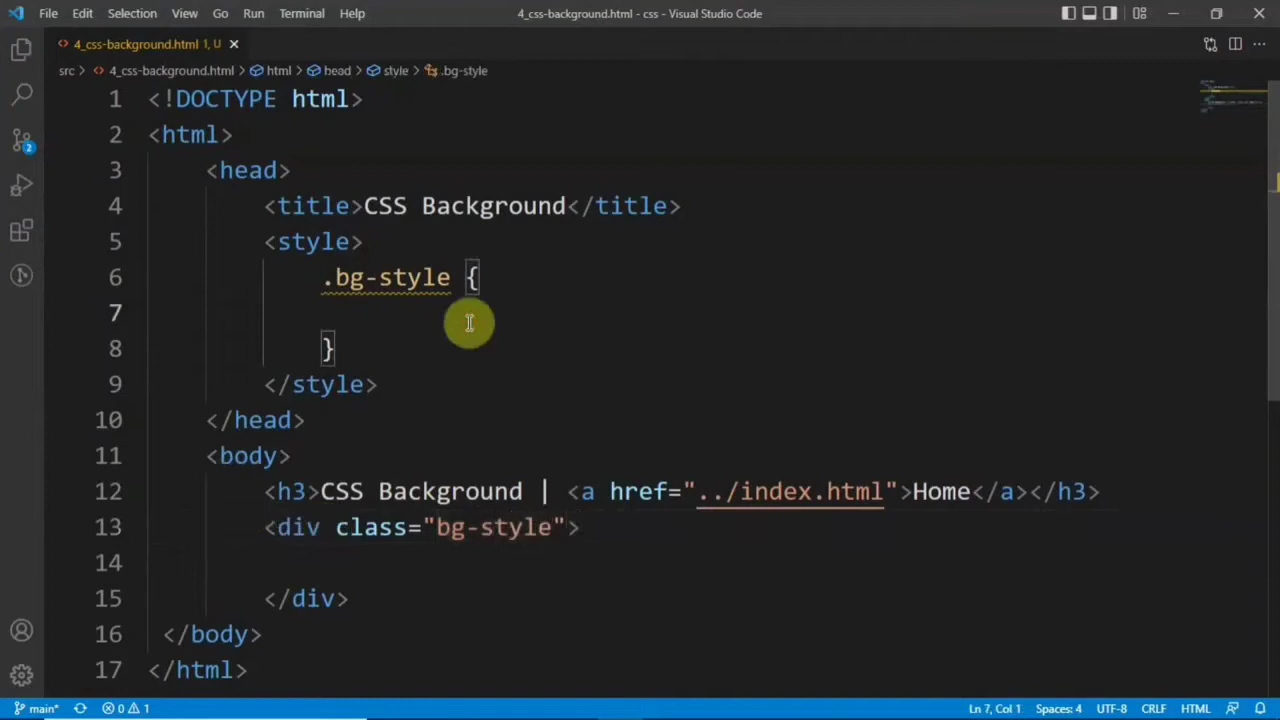 File Edit Selection View Go Run Terminal Help 4_css-background.html - css - Visual Studio Code
4_css-background.html 1, U
src > 4_css-background.html > html > head > style > .bg-style
1 <!DOCTYPE html>
2 <html>
3 <head>
4 <title>CSS Background</title>
5 <style>
6 .bg-style {
7
8 }
9 </style>
10 </head>
11 <body>
12 <h3>CSS Background | <a href="../index.html">Home</a></h3>
13 <div class="bg-style">
14
15 </div>
16 </body>
17 </html>
2
main* 0 1 Ln 7, Col 1 Spaces: 4 UTF-8 CRLF HTML